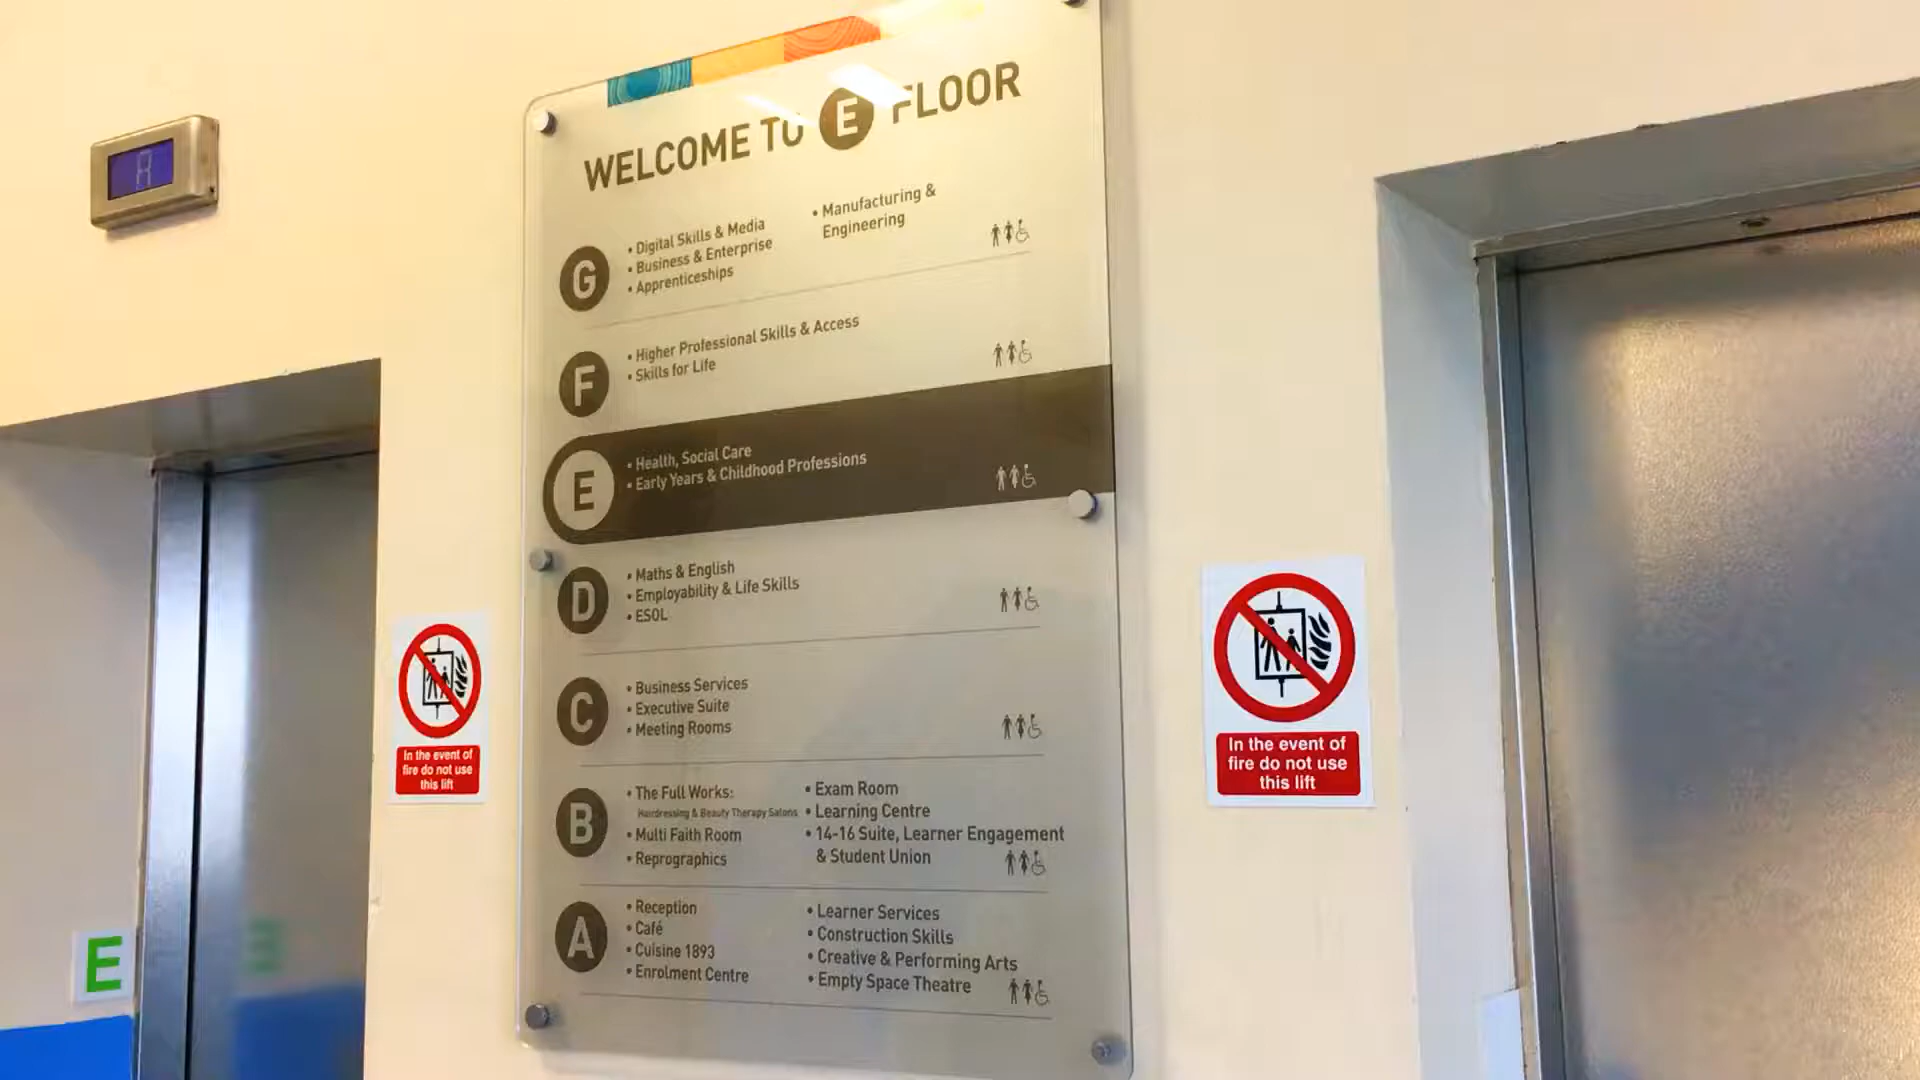 A
WELCOME TO E FLOOR
G
• Digital Skills & Media
• Business & Enterprise
• Apprenticeships
• Manufacturing &
Engineering
F
• Higher Professional Skills & Access
• Skills for Life
E
• Health, Social Care
• Early Years & Childhood Professions
D
• Maths & English
• Employability & Life Skills
• ESOL
C
• Business Services
• Executive Suite
• Meeting Rooms
B
• The Full Works:
Hairdressing & Beauty Therapy Salons
• Multi Faith Room
• Reprographics
• Exam Room
• Learning Centre
• 14-16 Suite, Learner Engagement
& Student Union
A
• Reception
• Café
• Cuisine 1893
• Enrolment Centre
• Learner Services
• Construction Skills
• Creative & Performing Arts
• Empty Space Theatre
In the event of
fire do not use
this lift
In the event of
fire do not use
this lift
E